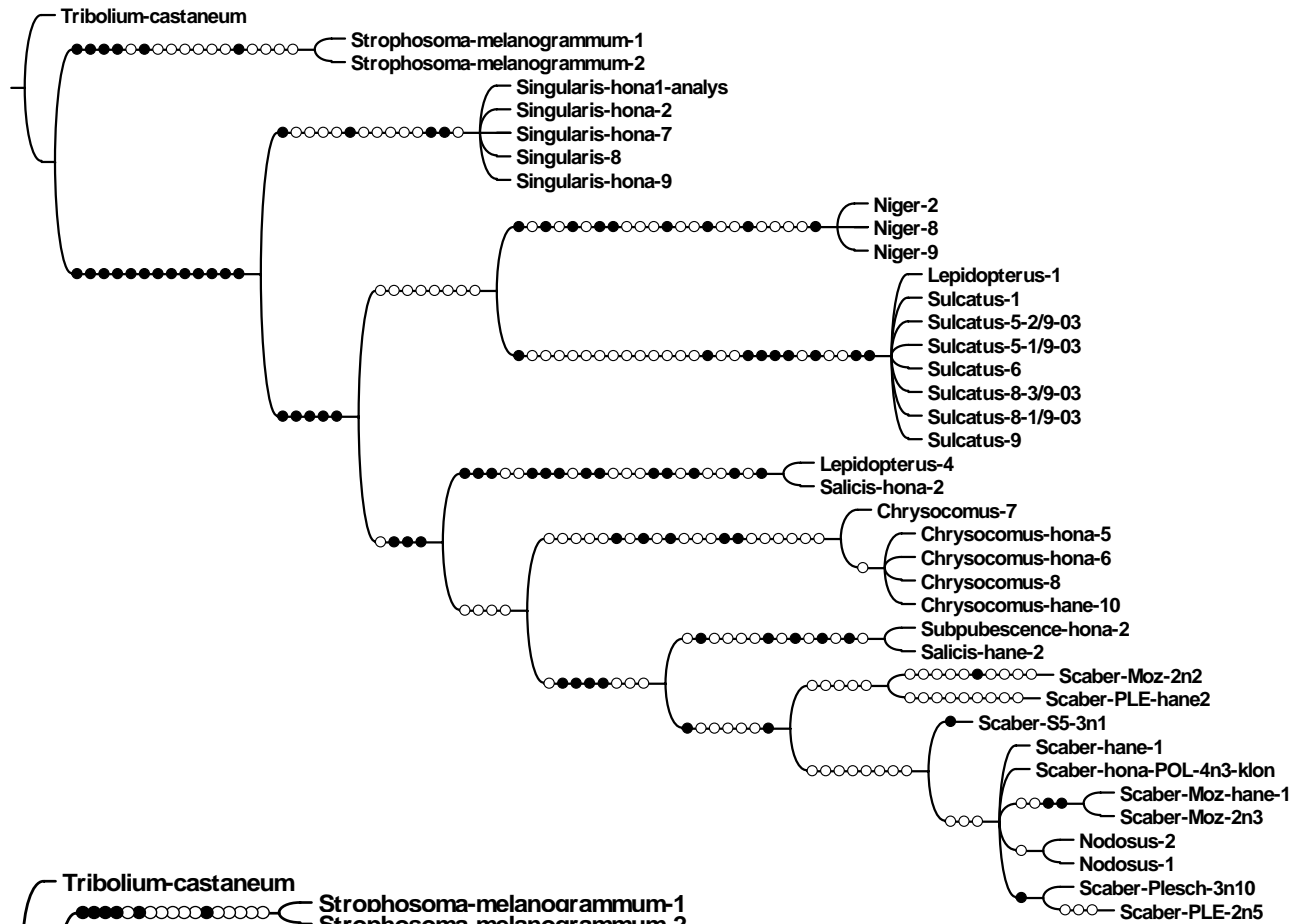 Tribolium-castaneum
Strophosoma-melanogrammum-1
Strophosoma-melanogrammum-2
Singularis-hona1-analys
Singularis-hona-2
Singularis-hona-7
Singularis-8
Singularis-hona-9
Niger-2
Niger-8
Niger-9
Lepidopterus-1
Sulcatus-1
Sulcatus-5-2/9-03
Sulcatus-5-1/9-03
Sulcatus-6
Sulcatus-8-3/9-03
Sulcatus-8-1/9-03
Sulcatus-9
Lepidopterus-4
Salicis-hona-2
Chrysocomus-7
Chrysocomus-hona-5
Chrysocomus-hona-6
Chrysocomus-8
Chrysocomus-hane-10
Subpubescence-hona-2
Salicis-hane-2
Scaber-Moz-2n2
Scaber-PLE-hane2
Scaber-S5-3n1
Scaber-hane-1
Scaber-hona-POL-4n3-klon
Scaber-Moz-hane-1
Scaber-Moz-2n3
Nodosus-2
Nodosus-1
Scaber-Plesch-3n10
Scaber-PLE-2n5
Tribolium-castaneum
Strophosoma-melanogrammum-1
Strophosoma-melanogrammum-2